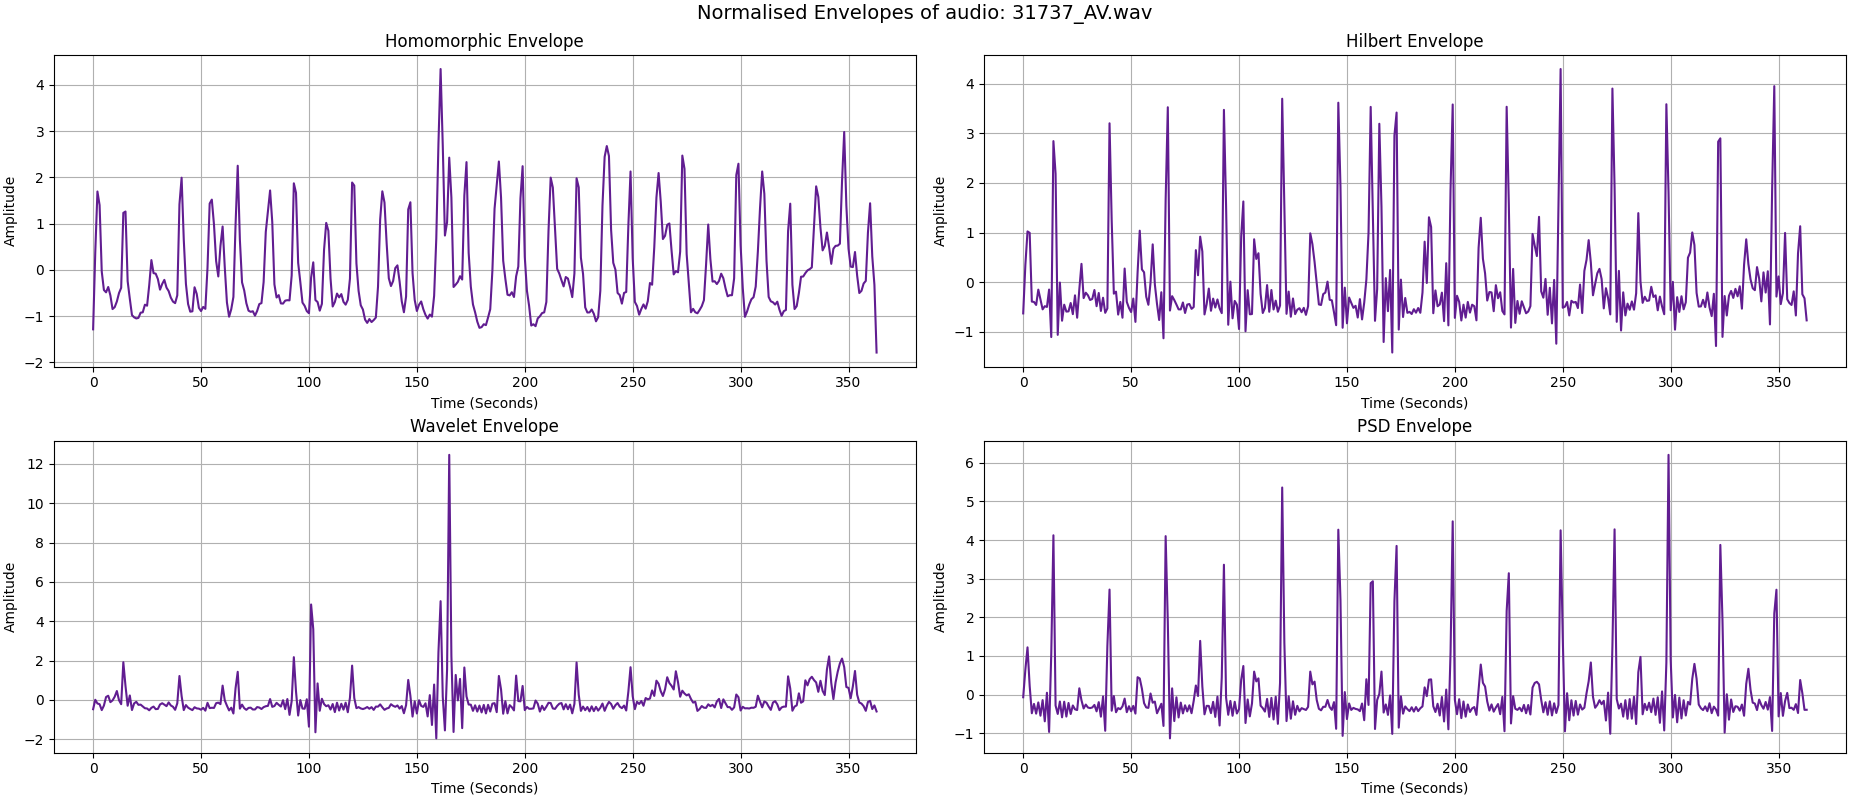 Normalised Envelopes of audio: 31737_AV.wav
Homomorphic Envelope
Amplitude
4
3
2
1
0
−1
−2
0 50 100 150 200 250 300 350
Time (Seconds)
Hilbert Envelope
Amplitude
4
3
2
1
0
−1
0 50 100 150 200 250 300 350
Time (Seconds)
Wavelet Envelope
Amplitude
12
10
8
6
4
2
0
−2
0 50 100 150 200 250 300 350
Time (Seconds)
PSD Envelope
Amplitude
6
5
4
3
2
1
0
−1
0 50 100 150 200 250 300 350
Time (Seconds)